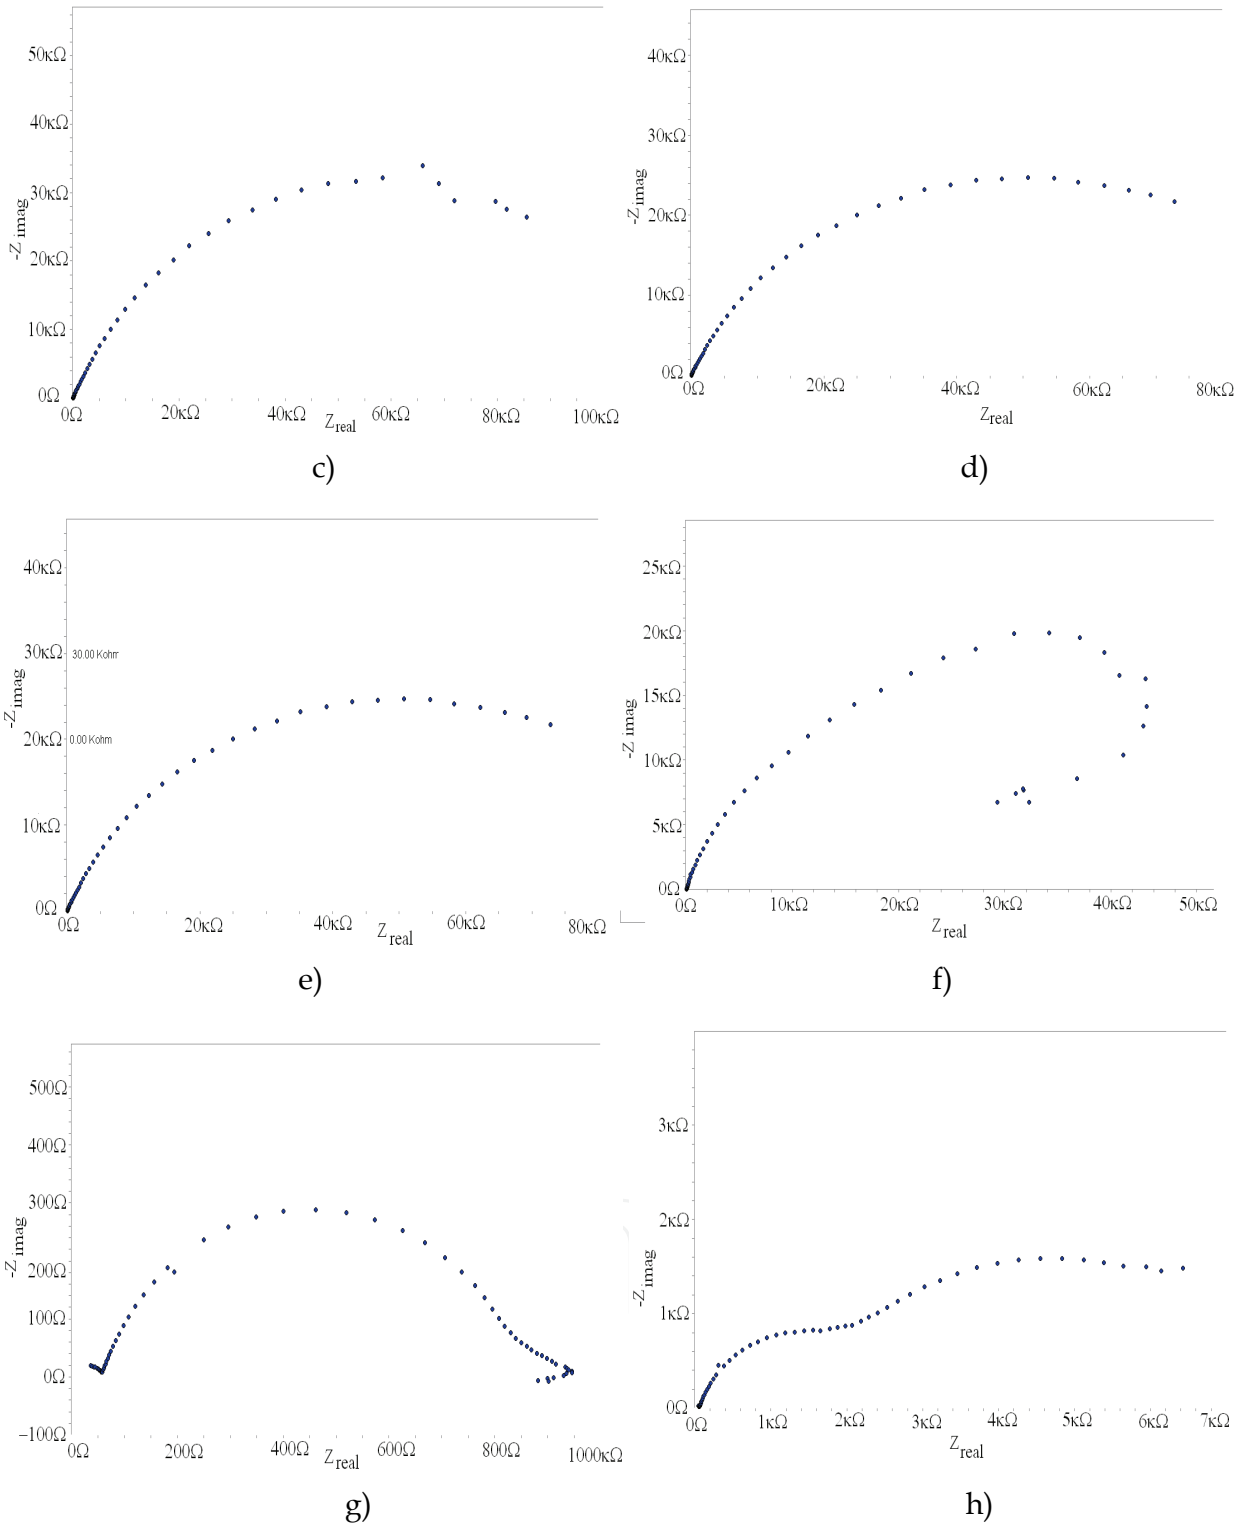 50κΩ
40κΩ
30κΩ
20κΩ
10κΩ
0Ω
-Z imag
0Ω 20κΩ 40κΩ 60κΩ 80κΩ 100κΩ
Zreal
c)
40κΩ
30κΩ
20κΩ
10κΩ
0Ω
-Zimag
0Ω 20κΩ 40κΩ 60κΩ 80κΩ
Zreal
d)
40κΩ
30κΩ 30.00 Kohm
20κΩ 0.00 Kohm
10κΩ
0Ω
-Zimag
0Ω 20κΩ 40κΩ 60κΩ 80κΩ
Zreal
e)
25κΩ
20κΩ
15κΩ
10κΩ
5κΩ
0Ω
-Z imag
0Ω 10κΩ 20κΩ 30κΩ 40κΩ 50κΩ
Zreal
f)
500Ω
400Ω
300Ω
200Ω
100Ω
0Ω
−100Ω
-Z imag
0Ω 200Ω 400Ω 600Ω 800Ω 1000κΩ
Zreal
g)
3κΩ
2κΩ
1κΩ
0Ω
-Zimag
0Ω 1κΩ 2κΩ 3κΩ 4κΩ 5κΩ 6κΩ 7κΩ
Zreal
h)